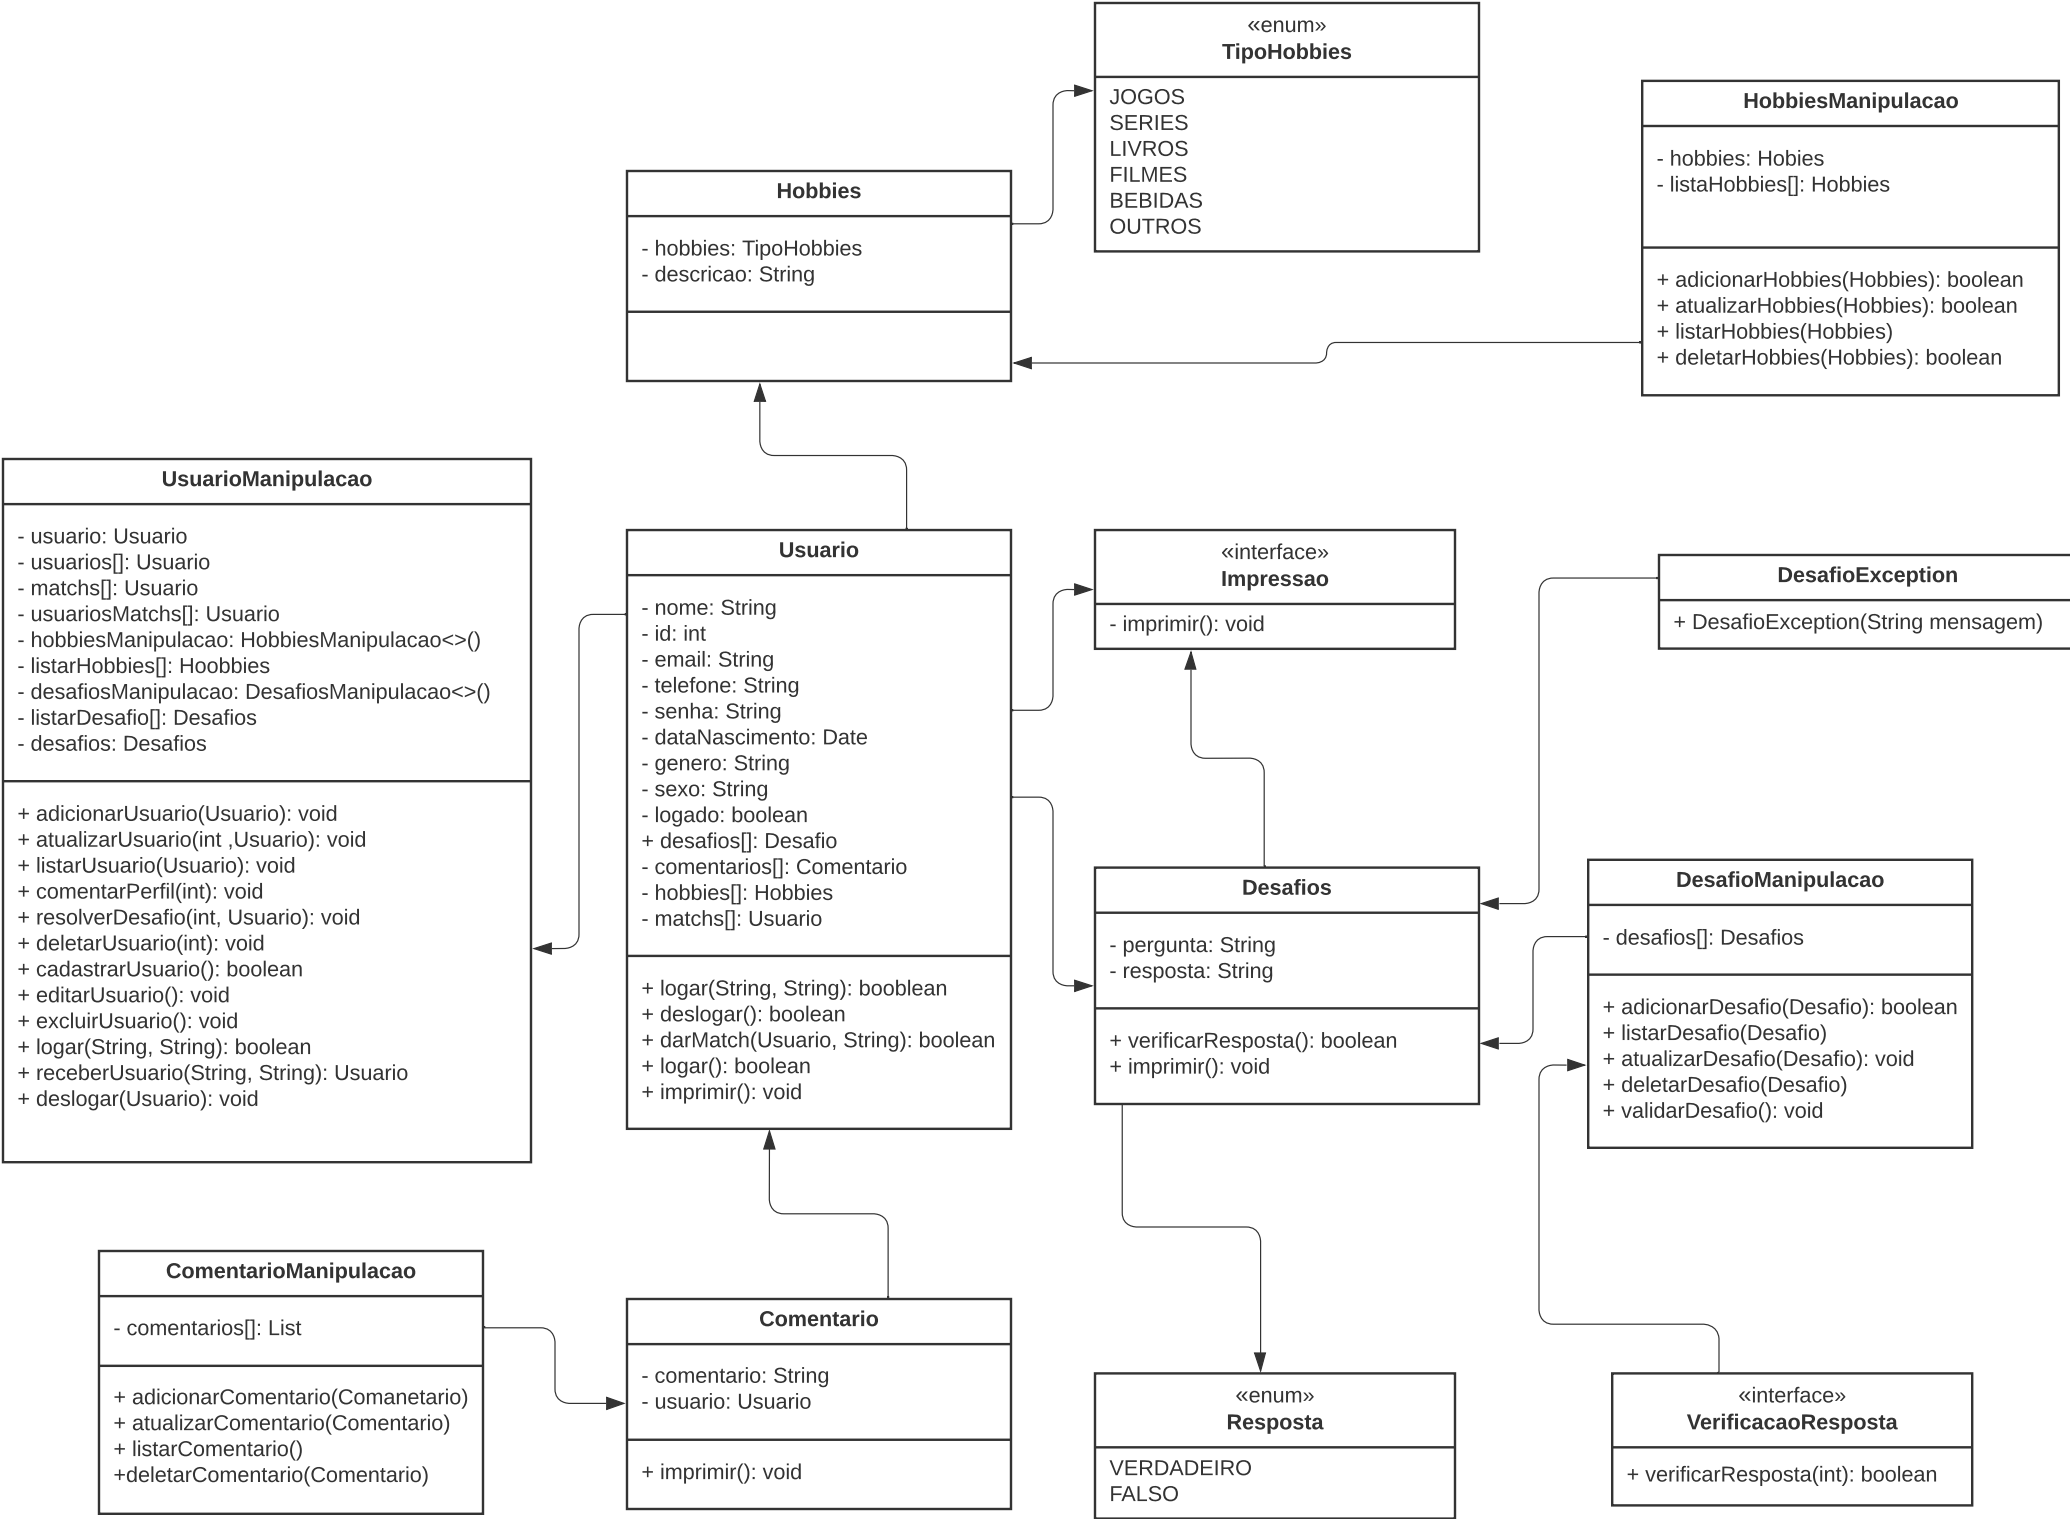 «enum»
TipoHobbies
JOGOS
SERIES
LIVROS
FILMES
BEBIDAS
OUTROS
HobbiesManipulacao
- hobbies: Hobies
- listaHobbies[]: Hobbies
+ adicionarHobbies(Hobbies): boolean
+ atualizarHobbies(Hobbies): boolean
+ listarHobbies(Hobbies)
+ deletarHobbies(Hobbies): boolean
Hobbies
- hobbies: TipoHobbies
- descricao: String
UsuarioManipulacao
- usuario: Usuario
- usuarios[]: Usuario
- matchs[]: Usuario
- usuariosMatchs[]: Usuario
- hobbiesManipulacao: HobbiesManipulacao<>()
- listarHobbies[]: Hoobbies
- desafiosManipulacao: DesafiosManipulacao<>()
- listarDesafio[]: Desafios
- desafios: Desafios
+ adicionarUsuario(Usuario): void
+ atualizarUsuario(int ,Usuario): void
+ listarUsuario(Usuario): void
+ comentarPerfil(int): void
+ resolverDesafio(int, Usuario): void
+ deletarUsuario(int): void
+ cadastrarUsuario(): boolean
+ editarUsuario(): void
+ excluirUsuario(): void
+ logar(String, String): boolean
+ receberUsuario(String, String): Usuario
+ deslogar(Usuario): void
Usuario
- nome: String
- id: int
- email: String
- telefone: String
- senha: String
- dataNascimento: Date
- genero: String
- sexo: String
- logado: boolean
+ desafios[]: Desafio
- comentarios[]: Comentario
- hobbies[]: Hobbies
- matchs[]: Usuario
+ logar(String, String): booblean
+ deslogar(): boolean
+ darMatch(Usuario, String): boolean
+ logar(): boolean
+ imprimir(): void
«interface»
Impressao
- imprimir(): void
DesafioException
+ DesafioException(String mensagem)
Desafios
- pergunta: String
- resposta: String
+ verificarResposta(): boolean
+ imprimir(): void
DesafioManipulacao
- desafios[]: Desafios
+ adicionarDesafio(Desafio): boolean
+ listarDesafio(Desafio)
+ atualizarDesafio(Desafio): void
+ deletarDesafio(Desafio)
+ validarDesafio(): void
ComentarioManipulacao
- comentarios[]: List
+ adicionarComentario(Comanetario)
+ atualizarComentario(Comentario)
+ listarComentario()
+deletarComentario(Comentario)
Comentario
- comentario: String
- usuario: Usuario
+ imprimir(): void
«enum»
Resposta
VERDADEIRO
FALSO
«interface»
VerificacaoResposta
+ verificarResposta(int): boolean